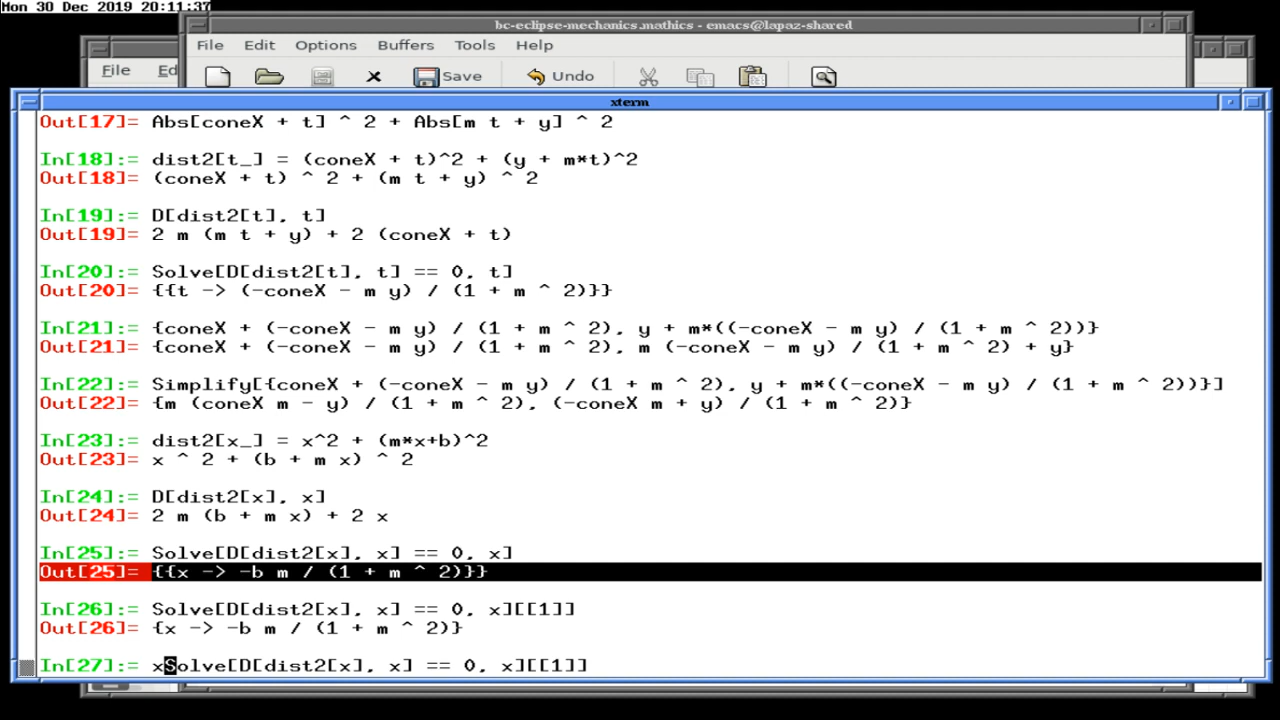 Mon 30 Dec 2019 20:11:37
bc-eclipse-mechanics.mathics - emacs@lapaz-shared
File Edit Options Buffers Tools Help
File Ed
Save Undo
xterm
Out[17]= Abs[coneX + t] ^ 2 + Abs[m t + y] ^ 2
In[18]:= dist2[t_] = (coneX + t)^2 + (y + m*t)^2
Out[18]= (coneX + t) ^ 2 + (m t + y) ^ 2
In[19]:= D[dist2[t], t]
Out[19]= 2 m (m t + y) + 2 (coneX + t)
In[20]:= Solve[D[dist2[t], t] == 0, t]
Out[20]= {{t -> (-coneX - m y) / (1 + m ^ 2)}}
In[21]:= {coneX + (-coneX - m y) / (1 + m ^ 2), y + m*((-coneX - m y) / (1 + m ^ 2))}
Out[21]= {coneX + (-coneX - m y) / (1 + m ^ 2), m (-coneX - m y) / (1 + m ^ 2) + y}
In[22]:= Simplify[{coneX + (-coneX - m y) / (1 + m ^ 2), y + m*((-coneX - m y) / (1 + m ^ 2))}]
Out[22]= {m (coneX m - y) / (1 + m ^ 2), (-coneX m + y) / (1 + m ^ 2)}
In[23]:= dist2[x_] = x^2 + (m*x+b)^2
Out[23]= x ^ 2 + (b + m x) ^ 2
In[24]:= D[dist2[x], x]
Out[24]= 2 m (b + m x) + 2 x
In[25]:= Solve[D[dist2[x], x] == 0, x]
Out[25]= {{x -> -b m / (1 + m ^ 2)}}
In[26]:= Solve[D[dist2[x], x] == 0, x][[1]]
Out[26]= {x -> -b m / (1 + m ^ 2)}
In[27]:= xSolve[D[dist2[x], x] == 0, x][[1]]